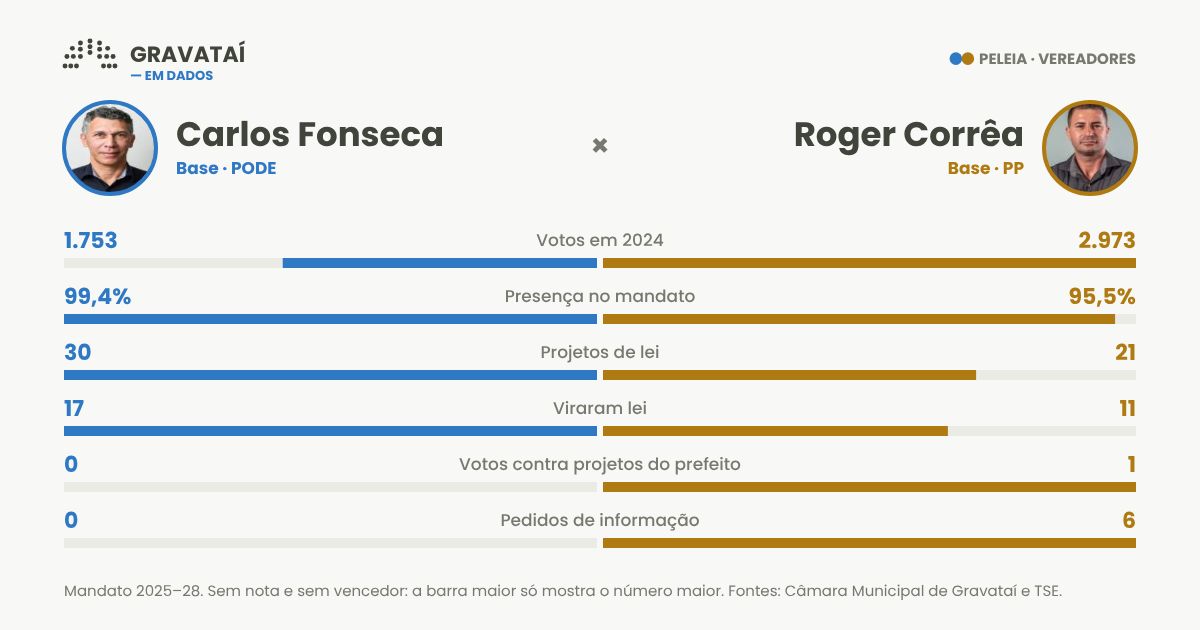 GRAVATAÍ
— EM DADOS
PELEIA · VEREADORES
Carlos Fonseca
Base · PODE
×
Roger Corrêa
Base · PP
1.753 Votos em 2024 2.973
99,4% Presença no mandato 95,5%
30 Projetos de lei 21
17 Viraram lei 11
0 Votos contra projetos do prefeito 1
0 Pedidos de informação 6
Mandato 2025–28. Sem nota e sem vencedor: a barra maior só mostra o número maior. Fontes: Câmara Municipal de Gravataí e TSE.